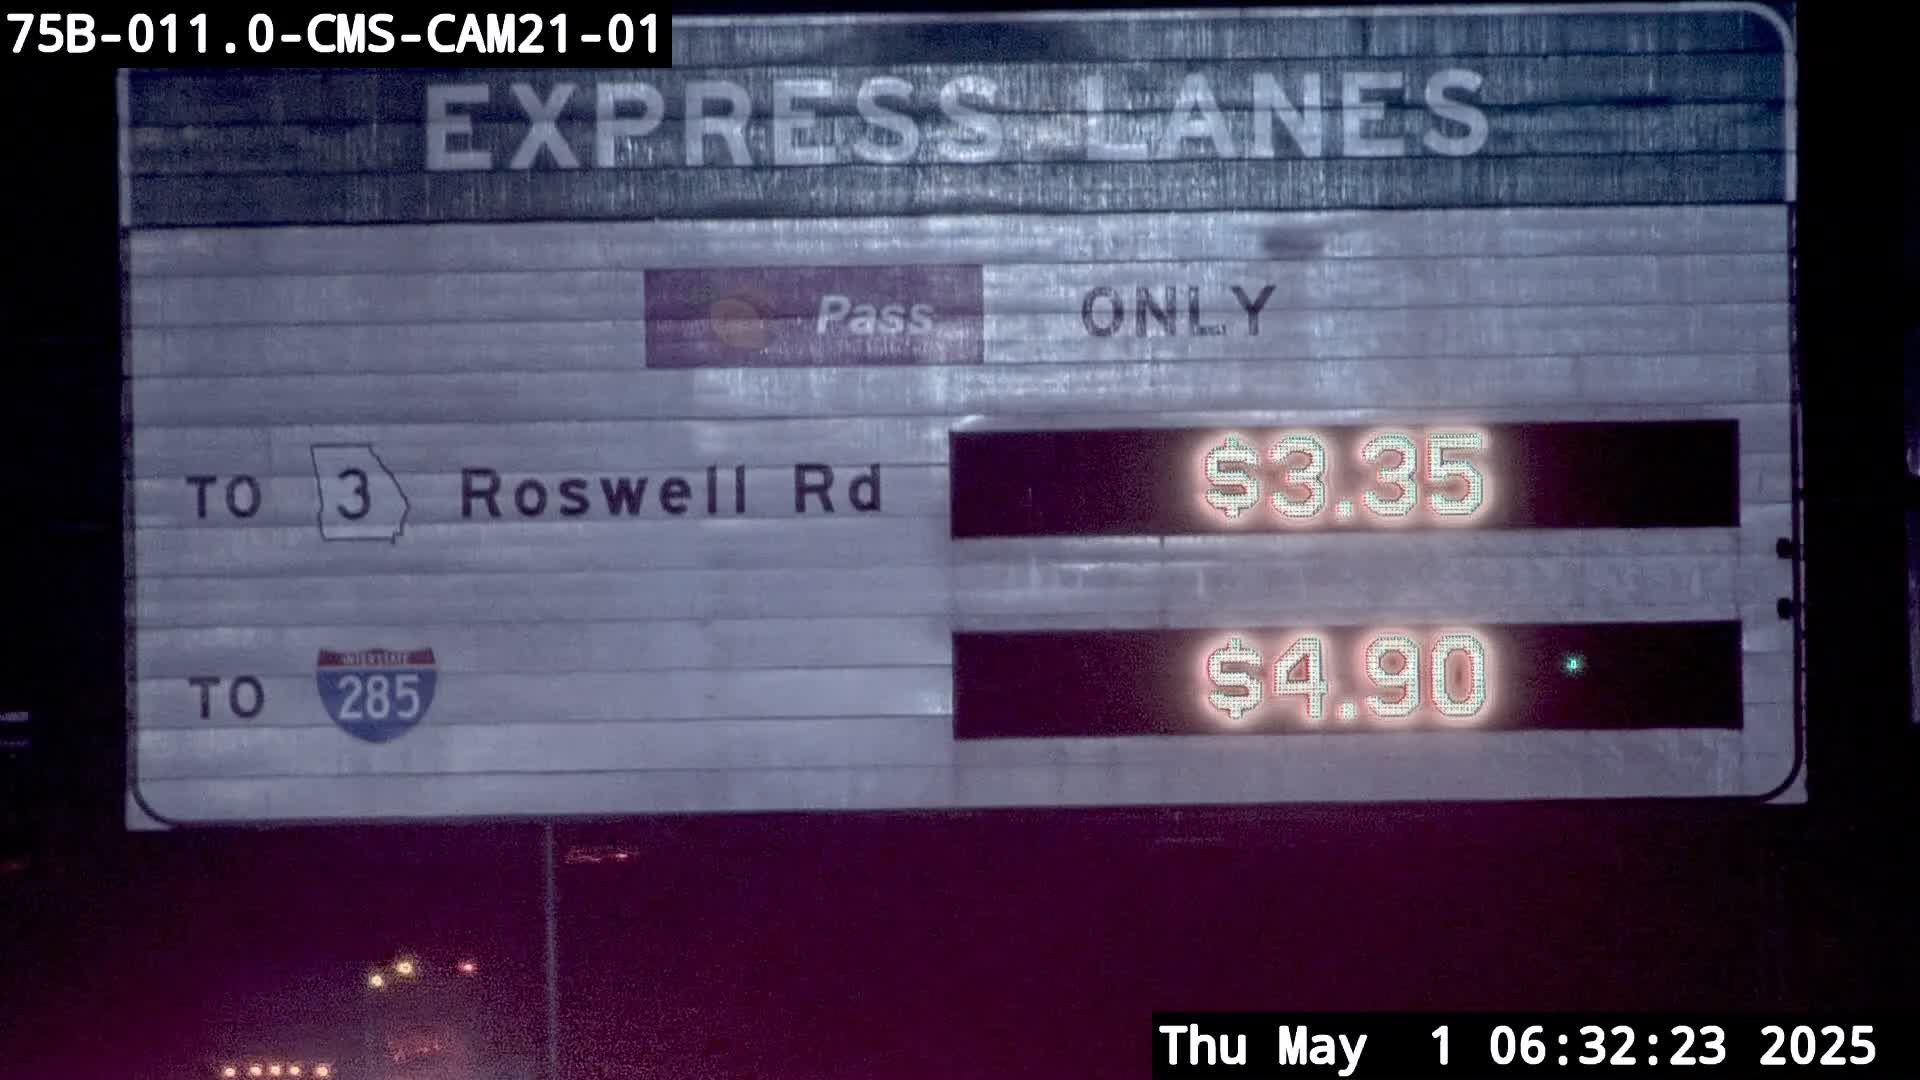 75B-011.0-CMS-CAM21-01
EXPRESS LANES
Pass ONLY
TO 3 Roswell Rd $3.35
TO INTERSTATE 285 $4.90
Thu May 1 06:32:23 2025